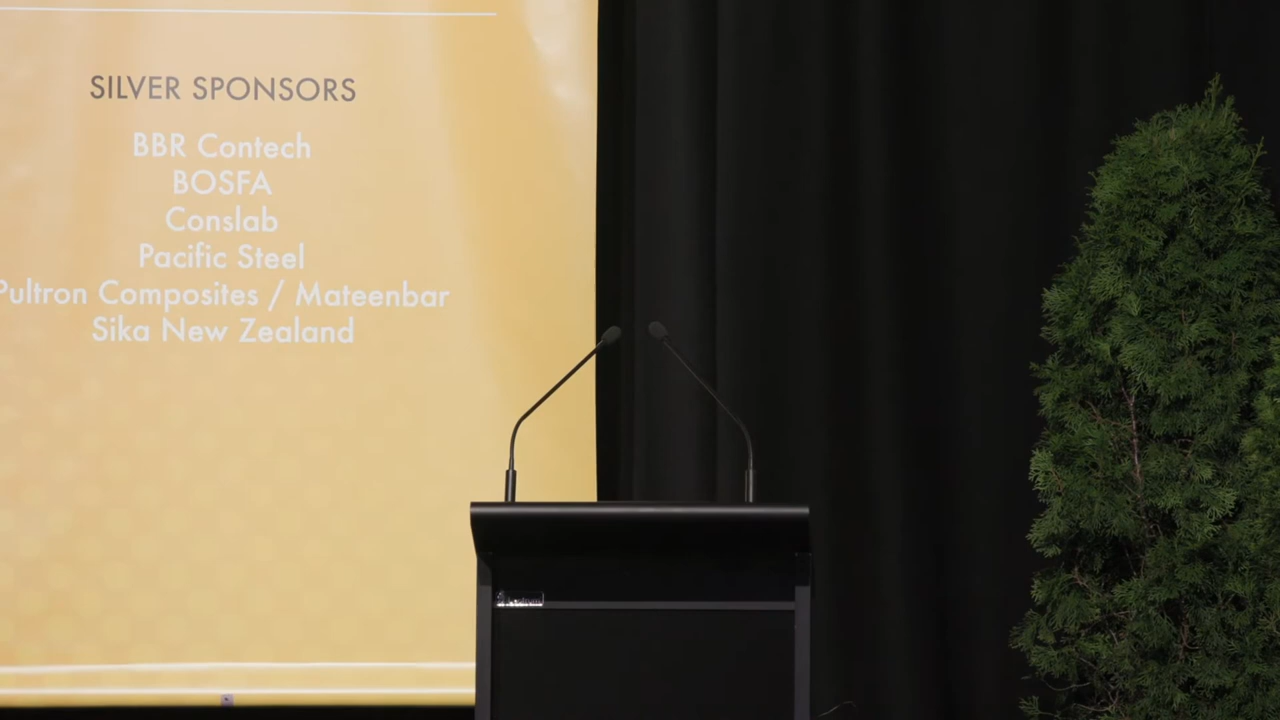 SILVER SPONSORS
BBR Contech
BOSFA
Conslab
Pacific Steel
Pultron Composites / Mateenbar
Sika New Zealand